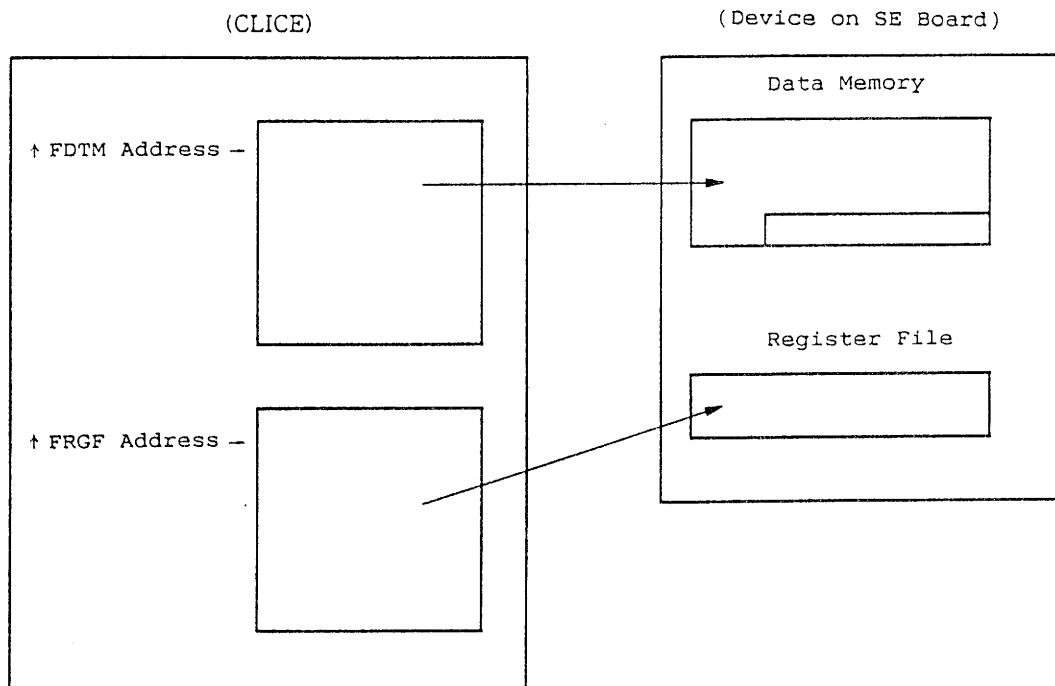 (CLICE)
(Device on SE Board)
Data Memory
↑ FDTM Address –
Register File
↑ FRGF Address –